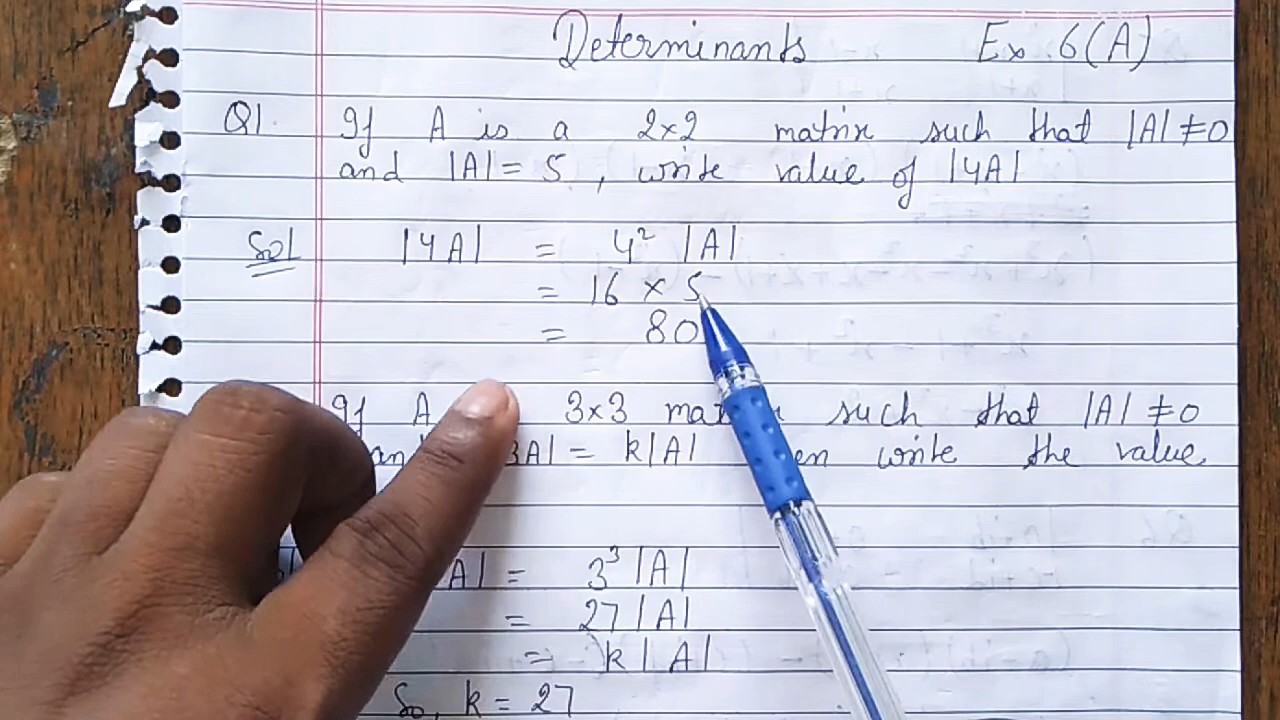 Determinants Ex 6(A)
Q1. If A is a 2×2 matrix such that |A| ≠ 0
and |A| = 5, write value of |4A|
Sol |4A| = 4² |A|
= 16 × 5
= 80
If A 3×3 such that |A| ≠ 0
3A| = k|A| write the value
A| = 3³ |A|
= 27 |A|
= k |A|
So, k = 27